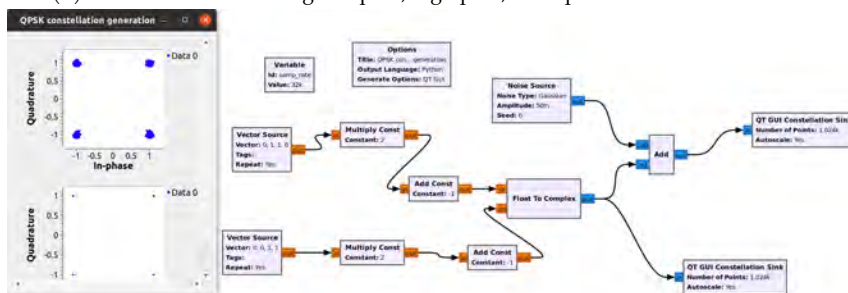 QPSK constellation generation
Data 0
1
0.5
0
-0.5
-1
Quadrature
-1 -0.5 0 0.5 1
In-phase
Data 0
1
0.5
0
-0.5
-1
Quadrature
Variable
Id: samp_rate
Value: 32k
Options
Title: QPSK con... generation
Output Language: Python
Generate Options: QT GUI
Noise Source
Noise Type: Gaussian
Amplitude: 50m
Seed: 0
Vector Source
Vector: 0, 1, 1, 0
Tags:
Repeat: Yes
Multiply Const
Constant: 2
Add Const
Constant: -1
Float To Complex
Add
QT GUI Constellation Sink
Number of Points: 1.024k
Autoscale: Yes
Vector Source
Vector: 0, 0, 1, 1
Tags:
Repeat: Yes
Multiply Const
Constant: 2
Add Const
Constant: -1
QT GUI Constellation Sink
Number of Points: 1.024k
Autoscale: Yes